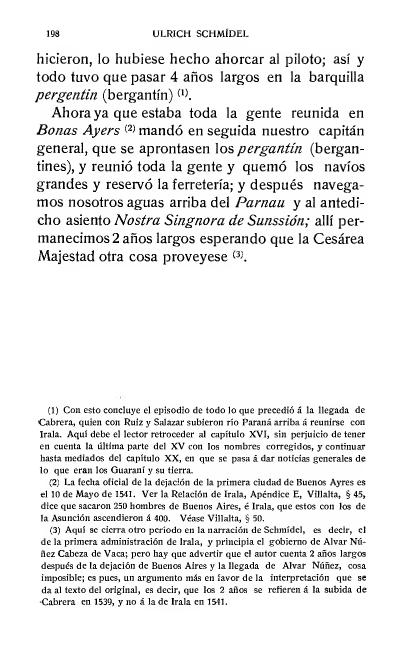 198 ULRICH SCHMÍDEL
hicieron, lo hubiese hecho ahorcar al piloto; así y
todo tuvo que pasar 4 años largos en la barquilla
pergentin (bergantín) (1).
Ahora ya que estaba toda la gente reunida en
Bonas Ayers (2) mandó en seguida nuestro capitán
general, que se aprontasen los pergantín (bergan-
tines), y reunió toda la gente y quemó los navíos
grandes y reservó la ferretería; y después navega-
mos nosotros aguas arriba del Parnau y al antedi-
cho asiento Nostra Singnora de Sunssión; allí per-
manecimos 2 años largos esperando que la Cesárea
Majestad otra cosa proveyese (3).
(1) Con esto concluye el episodio de todo lo que precedió á la llegada de
Cabrera, quien con Ruíz y Salazar subieron río Paraná arriba á reunirse con
Irala. Aquí debe el lector retroceder al capítulo XVI, sin perjuicio de tener
en cuenta la última parte del XV con los nombres corregidos, y continuar
hasta mediados del capítulo XX, en que se pasa á dar noticias generales de
lo que eran los Guaraní y su tierra.
(2) La fecha oficial de la dejación de la primera ciudad de Buenos Ayres es
el 10 de Mayo de 1541. Ver la Relación de Irala, Apéndice E, Villalta, § 45,
dice que sacaron 250 hombres de Buenos Aires, é Irala, que estos con los de
la Asunción ascendieron á 400. Véase Villalta, § 50.
(3) Aquí se cierra otro período en la narración de Schmídel, es decir, el
de la primera administración de Irala, y principia el gobierno de Alvar Nú-
ñez Cabeza de Vaca; pero hay que advertir que el autor cuenta 2 años largos
después de la dejación de Buenos Aires y la llegada de Alvar Núñez, cosa
imposible; es pues, un argumento más en favor de la interpretación que se
da al texto del original, es decir, que los 2 años se refieren á la subida de
Cabrera en 1539, y no á la de Irala en 1541.